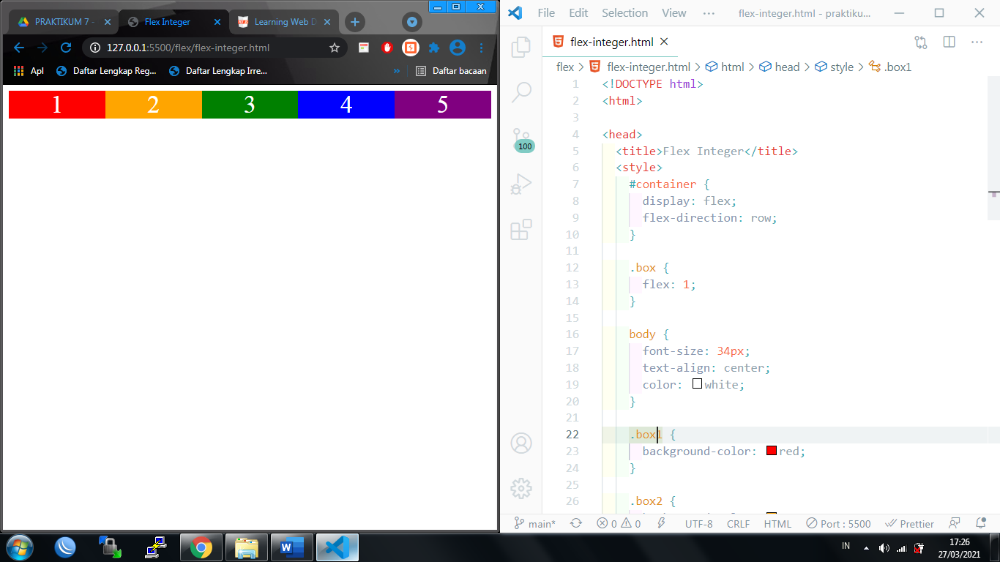 PRAKTIKUM 7 -
Flex Integer
Learning Web D
127.0.0.1:5500/flex/flex-integer.html
Apl
Daftar Lengkap Reg...
Daftar Lengkap Irre...
»
Daftar bacaan
1 2 3 4 5
File Edit Selection View ··· flex-integer.html - praktiku...
100
flex-integer.html
flex > flex-integer.html > html > head > style > .box1
1 <!DOCTYPE html>
2 <html>
3
4 <head>
5 <title>Flex Integer</title>
6 <style>
7 #container {
8 display: flex;
9 flex-direction: row;
10 }
11
12 .box {
13 flex: 1;
14 }
15
16 body {
17 font-size: 34px;
18 text-align: center;
19 color: white;
20 }
21
22 .box1 {
23 background-color: red;
24 }
25
26 .box2 {
main* 0 0 UTF-8 CRLF HTML Port : 5500 Prettier
IN
17:26
27/03/2021